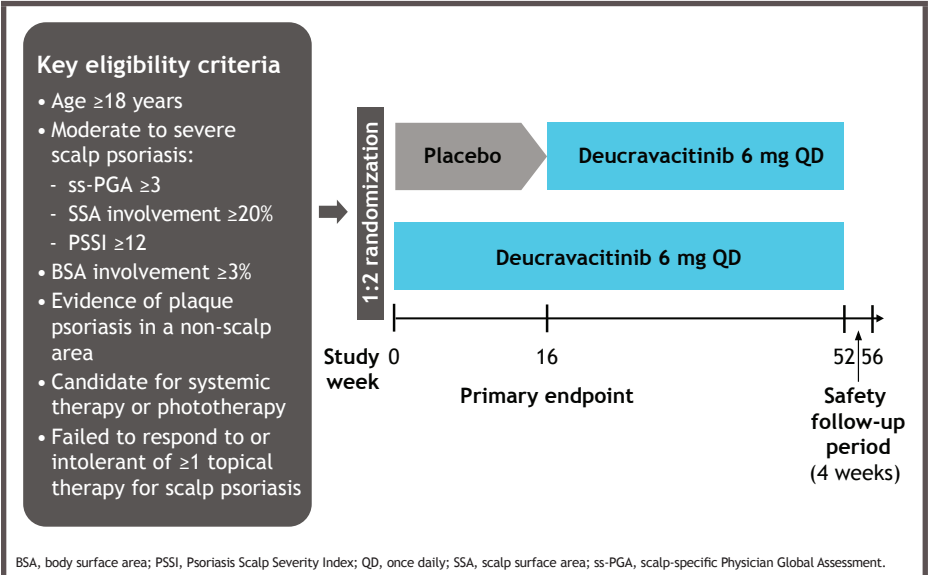 Key eligibility criteria
• Age ≥18 years
• Moderate to severe
scalp psoriasis:
- ss-PGA ≥3
- SSA involvement ≥20%
- PSSI ≥12
• BSA involvement ≥3%
• Evidence of plaque
psoriasis in a non-scalp
area
• Candidate for systemic
therapy or phototherapy
• Failed to respond to or
intolerant of ≥1 topical
therapy for scalp psoriasis
1:2 randomization
Placebo
Deucravacitinib 6 mg QD
Deucravacitinib 6 mg QD
Study
week
0
16
52
56
Primary endpoint
Safety
follow-up
period
(4 weeks)
BSA, body surface area; PSSI, Psoriasis Scalp Severity Index; QD, once daily; SSA, scalp surface area; ss-PGA, scalp-specific Physician Global Assessment.